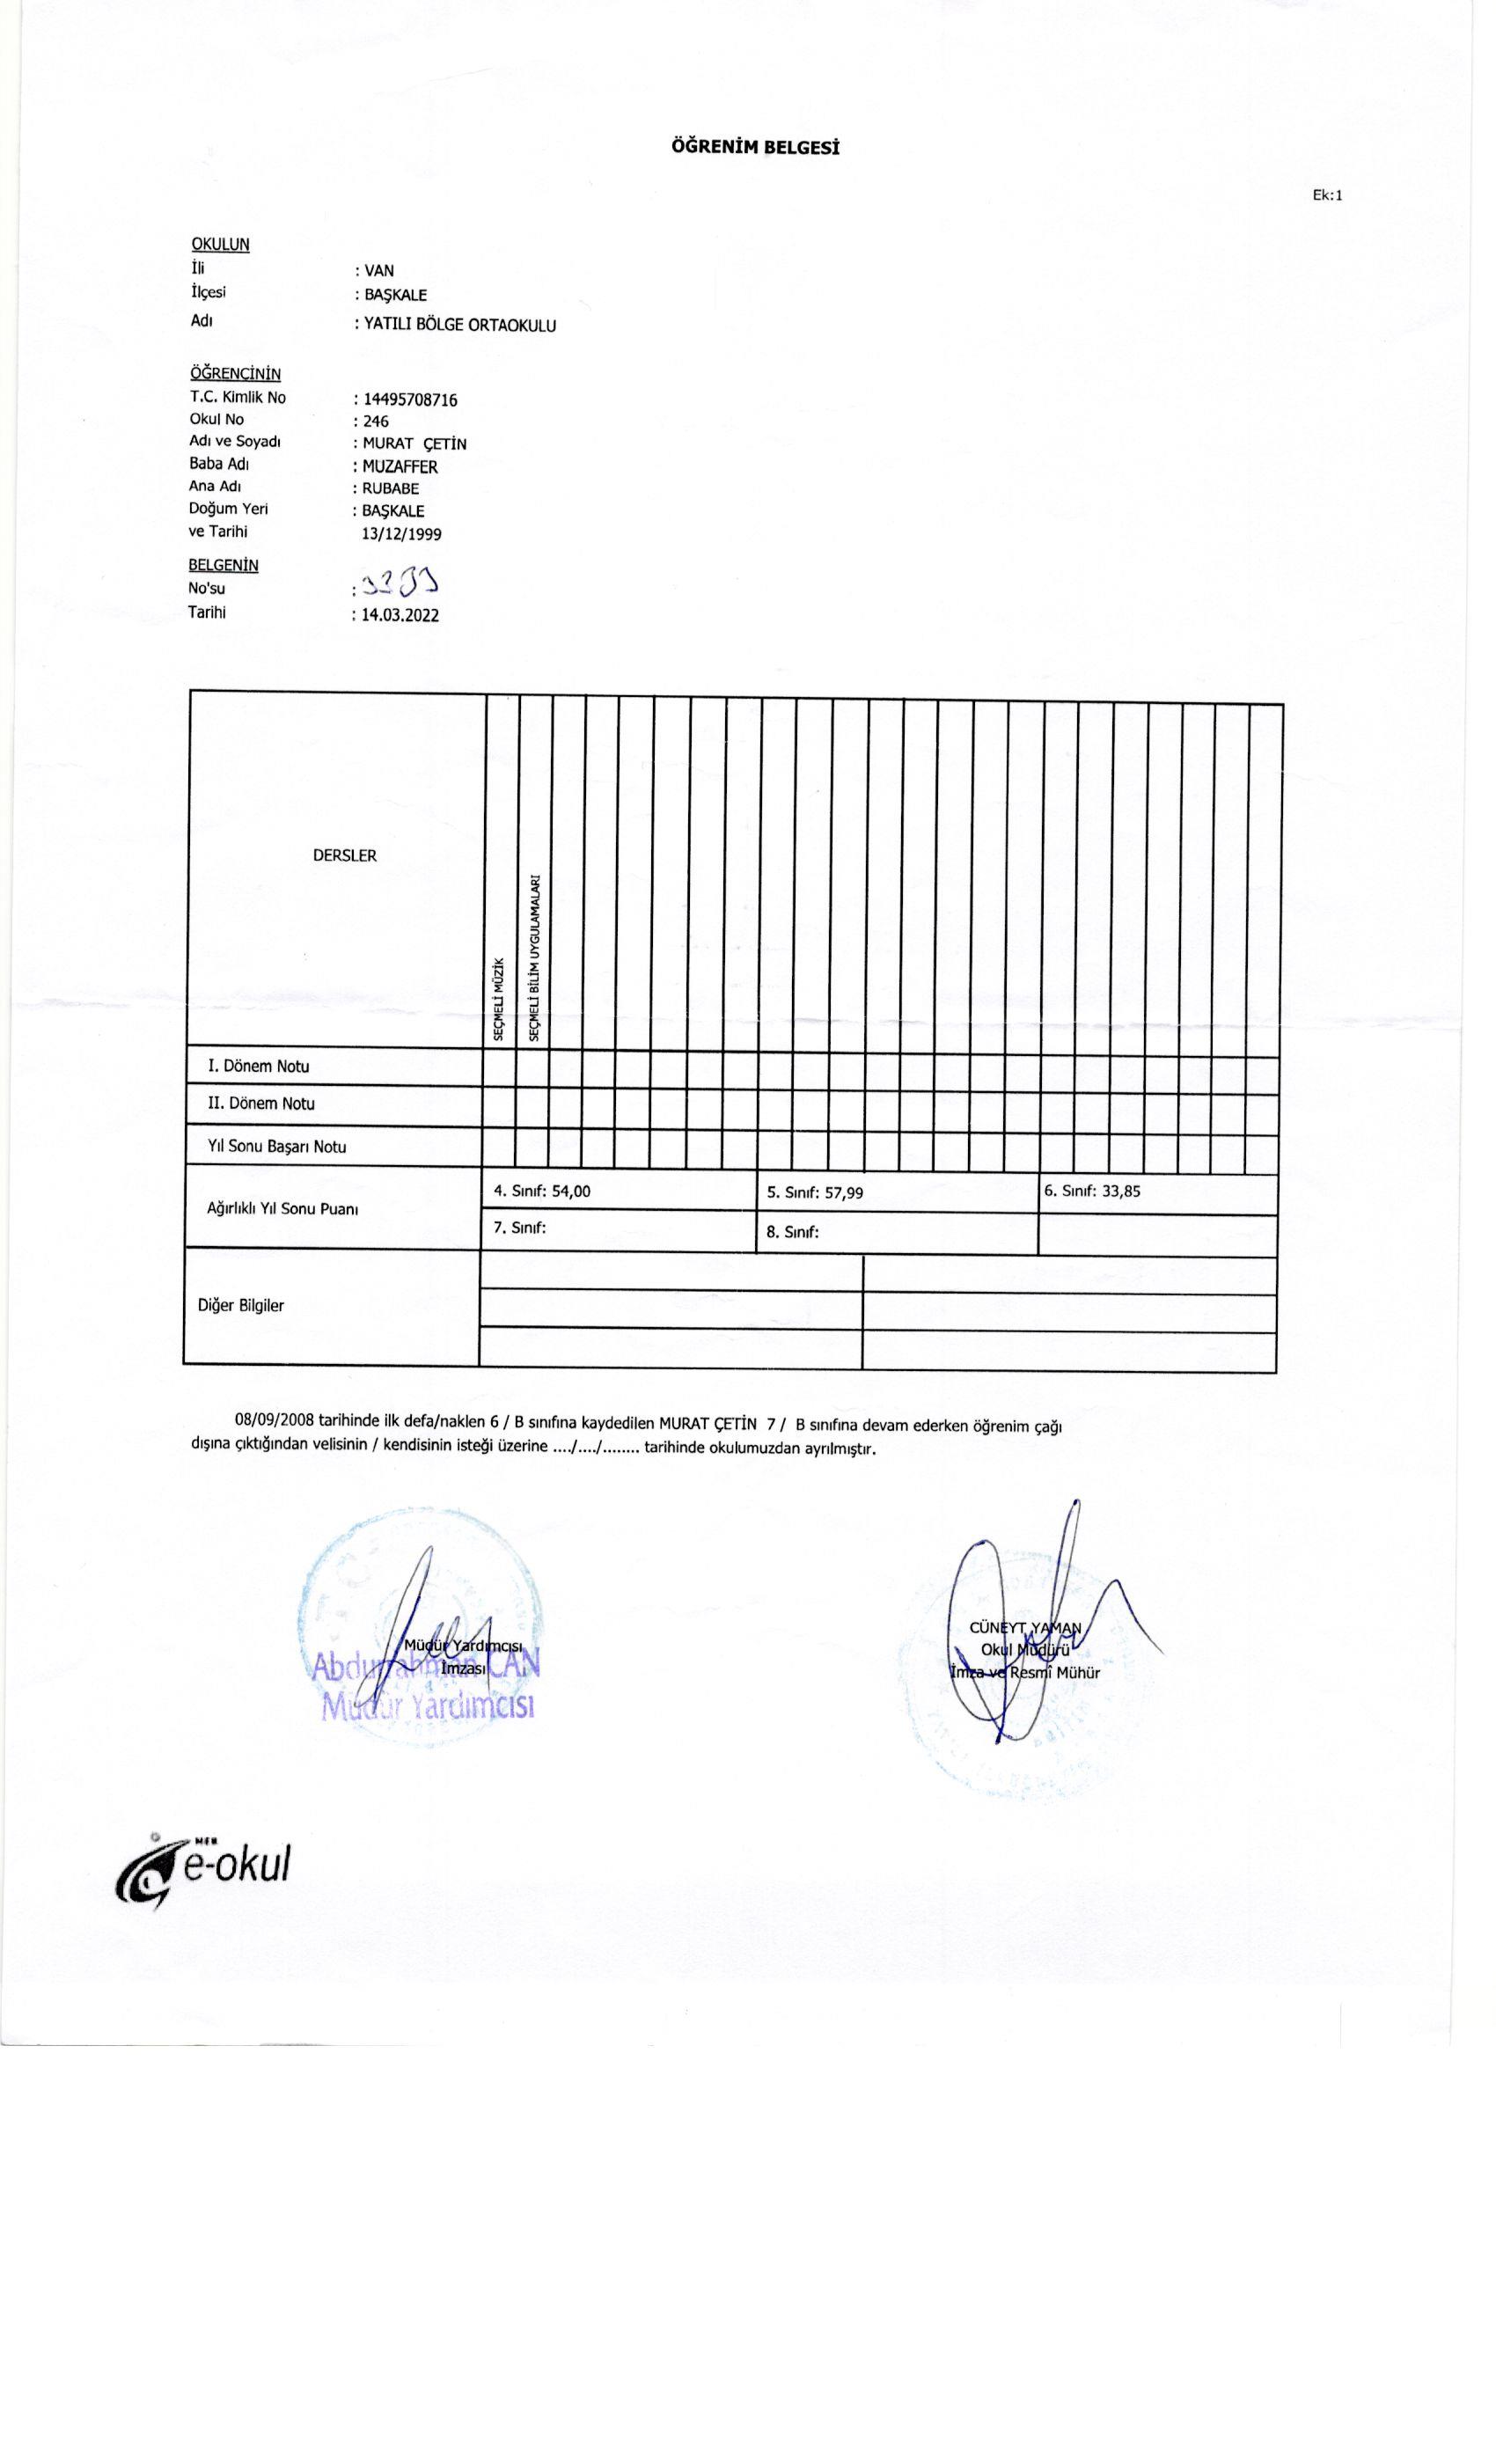 ÖĞRENİM BELGESİ
Ek:1
OKULUN
İli : VAN
İlçesi : BAŞKALE
Adı : YATILI BÖLGE ORTAOKULU
ÖĞRENCİNİN
T.C. Kimlik No : 14495708716
Okul No : 246
Adı ve Soyadı : MURAT ÇETİN
Baba Adı : MUZAFFER
Ana Adı : RUBABE
Doğum Yeri : BAŞKALE
ve Tarihi 13/12/1999
BELGENİN
No'su :
Tarihi : 14.03.2022
DERSLER
SEÇMELİ MÜZİK
SEÇMELİ BİLİM UYGULAMALARI
I. Dönem Notu
II. Dönem Notu
Yıl Sonu Başarı Notu
Ağırlıklı Yıl Sonu Puanı
4. Sınıf: 54,00 5. Sınıf: 57,99 6. Sınıf: 33,85
7. Sınıf: 8. Sınıf:
Diğer Bilgiler
08/09/2008 tarihinde ilk defa/naklen 6 / B sınıfına kaydedilen MURAT ÇETİN 7 / B sınıfına devam ederken öğrenim çağı
dışına çıktığından velisinin / kendisinin isteği üzerine ..../..../........ tarihinde okulumuzdan ayrılmıştır.
Müdür Yardımcısı
İmzası
Abdurrahman CAN
Müdür Yardımcısı
CÜNEYT YAMAN
Okul Müdürü
İmza ve Resmî Mühür
MEB
e-okul